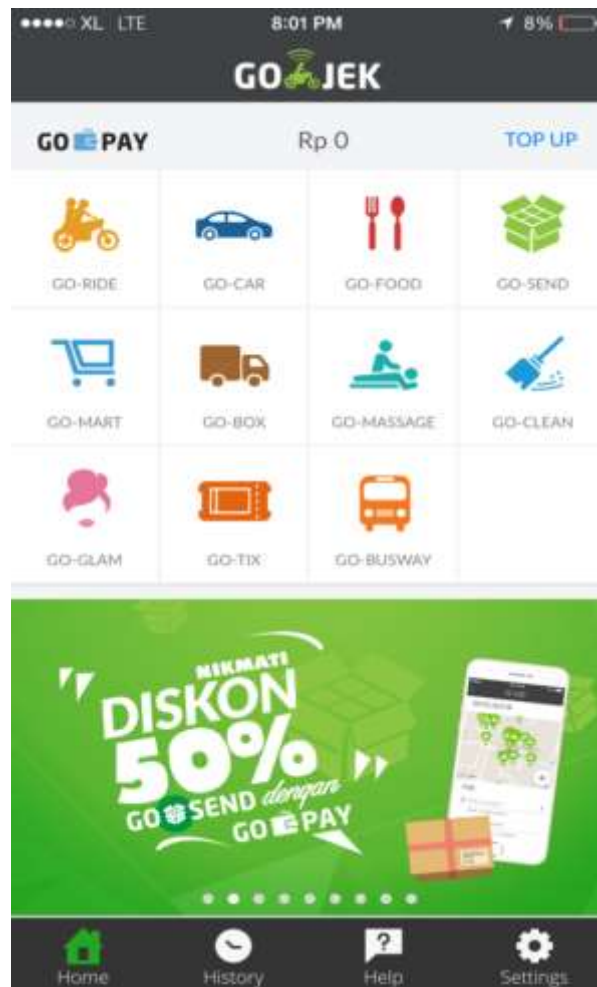 XL LTE 8:01 PM 8%
GO JEK
GO PAY Rp 0 TOP UP
GO-RIDE GO-CAR GO-FOOD GO-SEND
GO-MART GO-BOX GO-MASSAGE GO-CLEAN
GO-GLAM GO-TIX GO-BUSWAY
"NIKMATI
DISKON
50%
GO SEND dengan
GO PAY"
Home History Help Settings